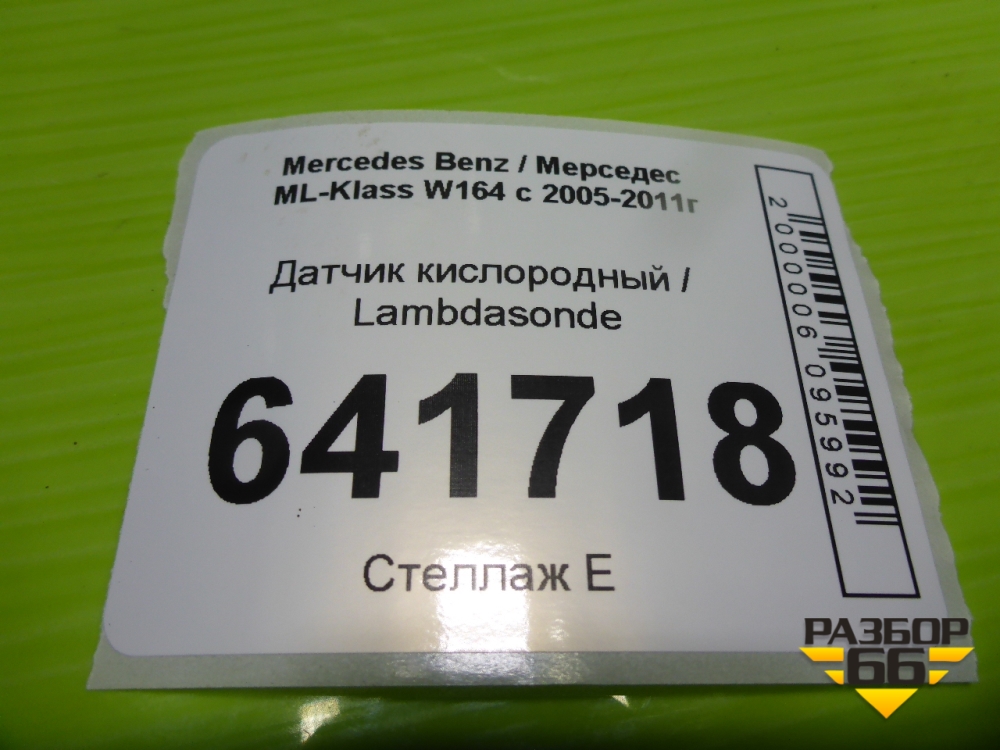 Mercedes Benz / Мерседес
ML-Klass W164 с 2005-2011г
Датчик кислородный /
Lambdasonde
641718
Стеллаж Е
2000006095992
РАЗБОР
66